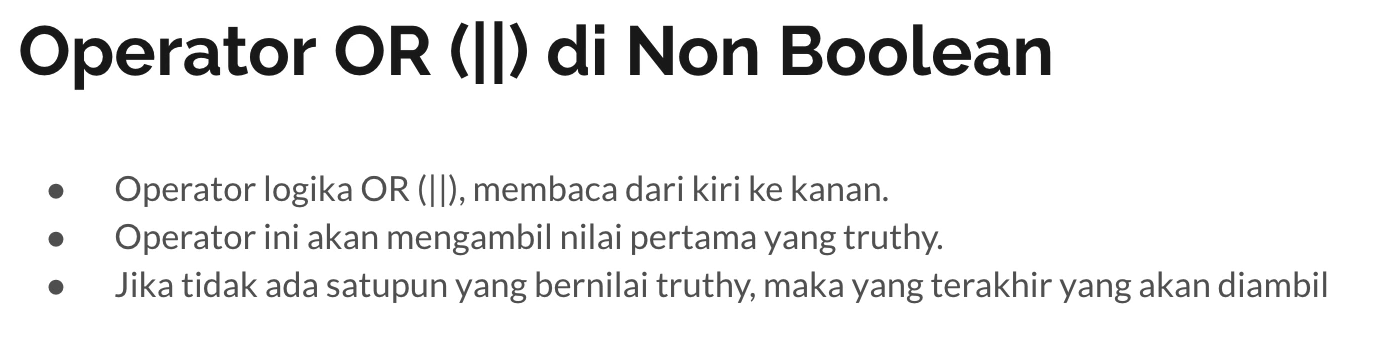 Operator OR (||) di Non Boolean
● Operator logika OR (||), membaca dari kiri ke kanan.
● Operator ini akan mengambil nilai pertama yang truthy.
● Jika tidak ada satupun yang bernilai truthy, maka yang terakhir yang akan diambil